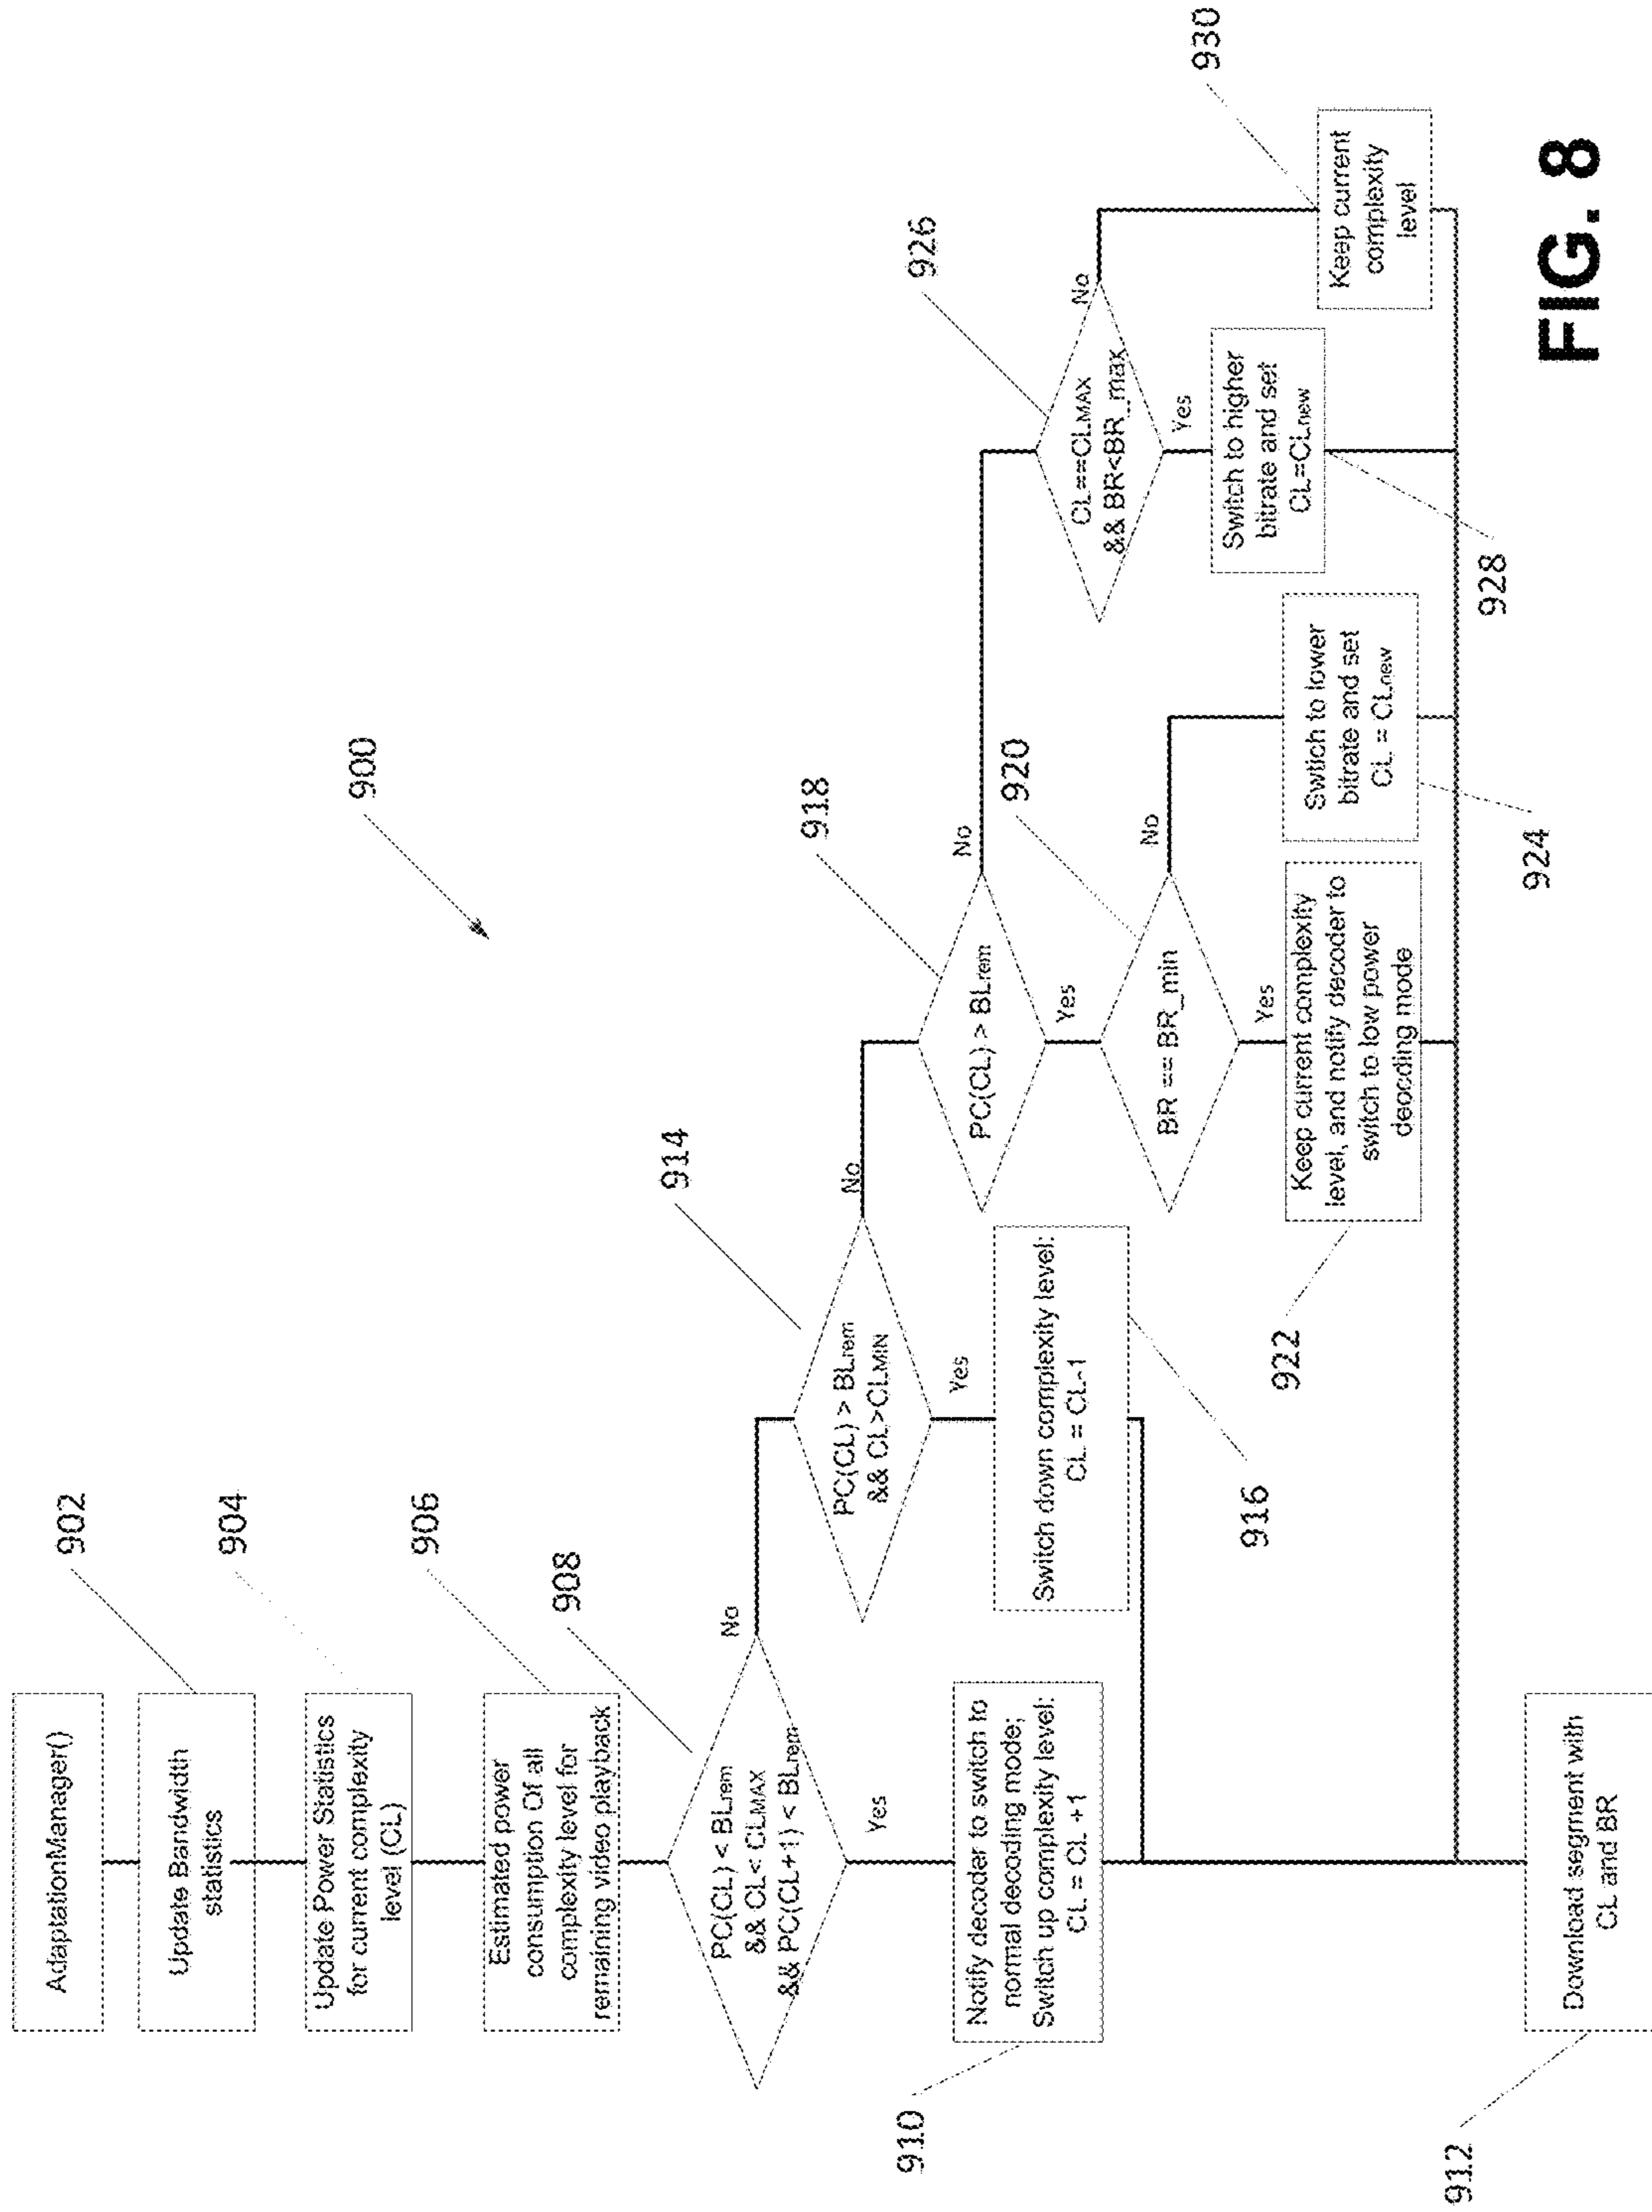 AdaptationManager()
902
Update Bandwidth
statistics
904
Update Power Statistics
for current complexity
level (CL)
906
Estimated power
consumption Of all
complexity level for
remaining video playback
900
908
PC(CL) < BLrem
&& CL< CLMAX
&& PC(CL+1) < BLrem
No
Yes
914
PC(CL) > BLrem
&& CL>CLMIN
No
Yes
918
PC(CL) > BLrem
No
Yes
926
CL==CLMAX
&& BR<BR_max
No
Yes
910
Notify decoder to switch to
normal decoding mode;
Switch up complexity level:
CL = CL +1
916
Switch down complexity level:
CL = CL-1
920
BR == BR_min
No
Yes
Switch to higher
bitrate and set
CL=CLnew
928
930
Keep current
complexity
level
922
Keep current complexity
level, and notify decoder to
switch to low power
decoding mode
924
Swtich to lower
bitrate and set
CL = CLnew
912
Download segment with
CL and BR
FIG. 8